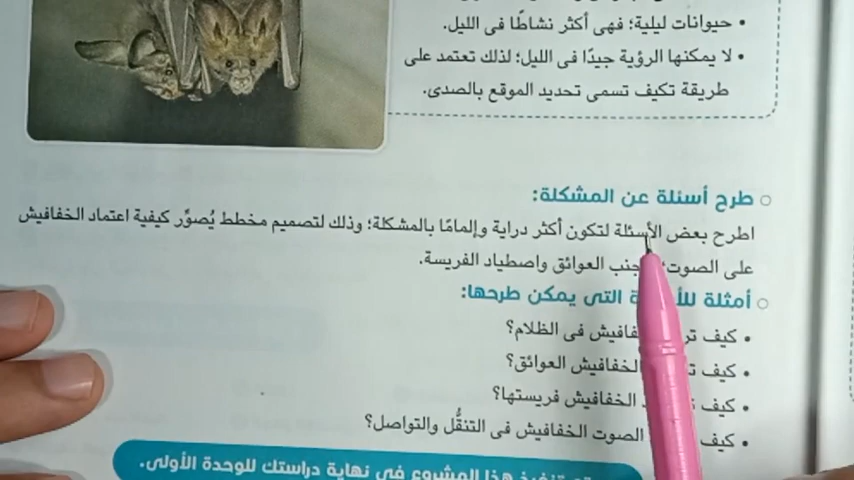 • حيوانات ليلية؛ فهى أكثر نشاطًا فى الليل.
• لا يمكنها الرؤية جيدًا فى الليل؛ لذلك تعتمد على
طريقة تكيف تسمى تحديد الموقع بالصدى.
○ طرح أسئلة عن المشكلة:
اطرح بعض الأسئلة لتكون أكثر دراية وإلمامًا بالمشكلة؛ وذلك لتصميم مخطط يُصوِّر كيفية اعتماد الخفافيش
على الصوت؛ العوائق واصطياد الفريسة.
○ أمثلة التى يمكن طرحها:
• كيف فى الظلام؟
• كيف الخفافيش العوائق؟
• كيف الخفافيش فريستها؟
• كيف الصوت الخفافيش فى التنقُّل والتواصل؟
تنفيذ هذا المشروع فى نهاية دراستك للوحدة الأولى.